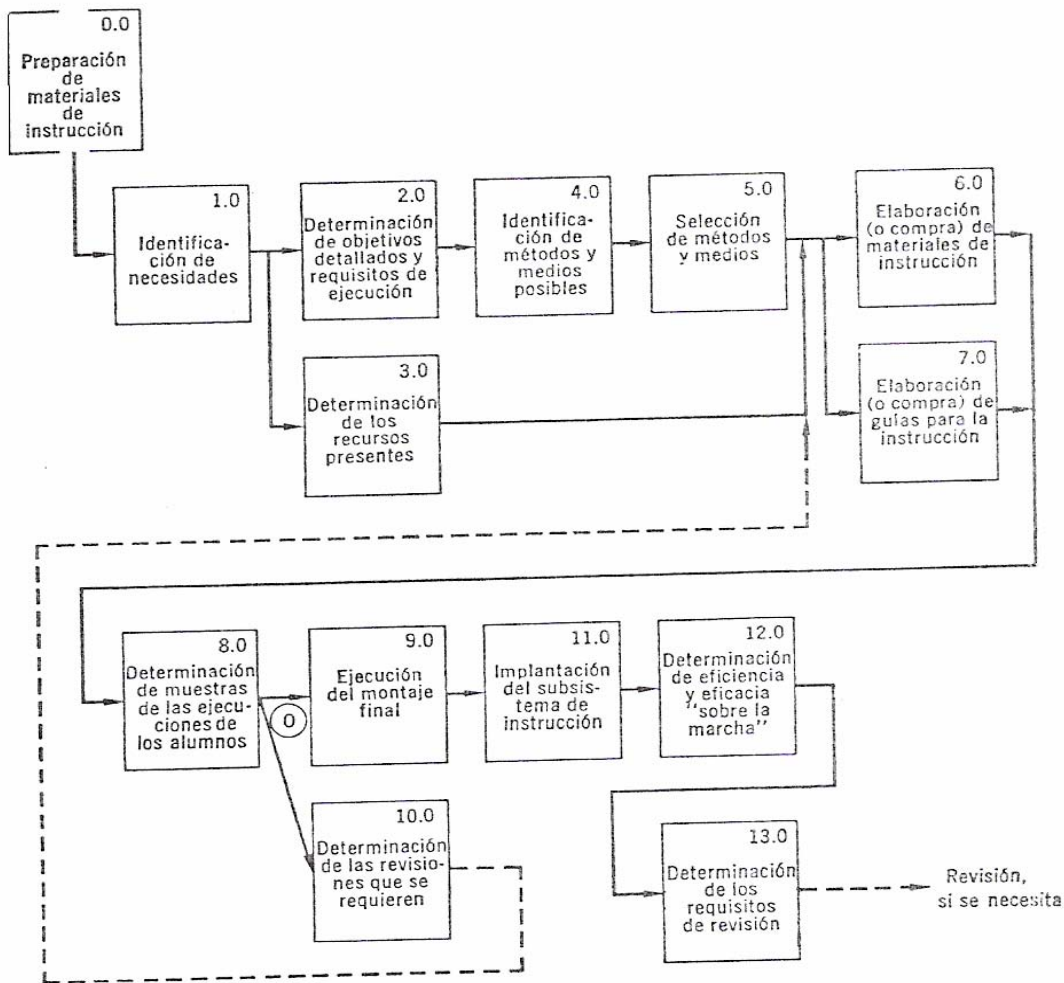 0.0
Preparación
de
materiales
de
instrucción
1.0
Identifica-
ción de
necesidades
2.0
Determinación
de objetivos
detallados y
requisitos de
ejecución
4.0
Identifica-
ción de
métodos y
medios
posibles
5.0
Selección
de métodos
y medios
6.0
Elaboración
(o compra) de
materiales de
instrucción
3.0
Determinación
de los
recursos
presentes
7.0
Elaboración
(o compra) de
guías para la
instrucción
8.0
Determinación
de muestras
de las ejecu-
ciones de
los alumnos
O
9.0
Ejecución
del montaje
final
11.0
Implantación
del subsis-
tema de
instrucción
12.0
Determinación
de eficiencia
y eficacia
“sobre la
marcha”
10.0
Determinación
de las revisio-
nes que se
requieren
13.0
Determinación
de los
requisitos
de revisión
Revisión,
si se necesita